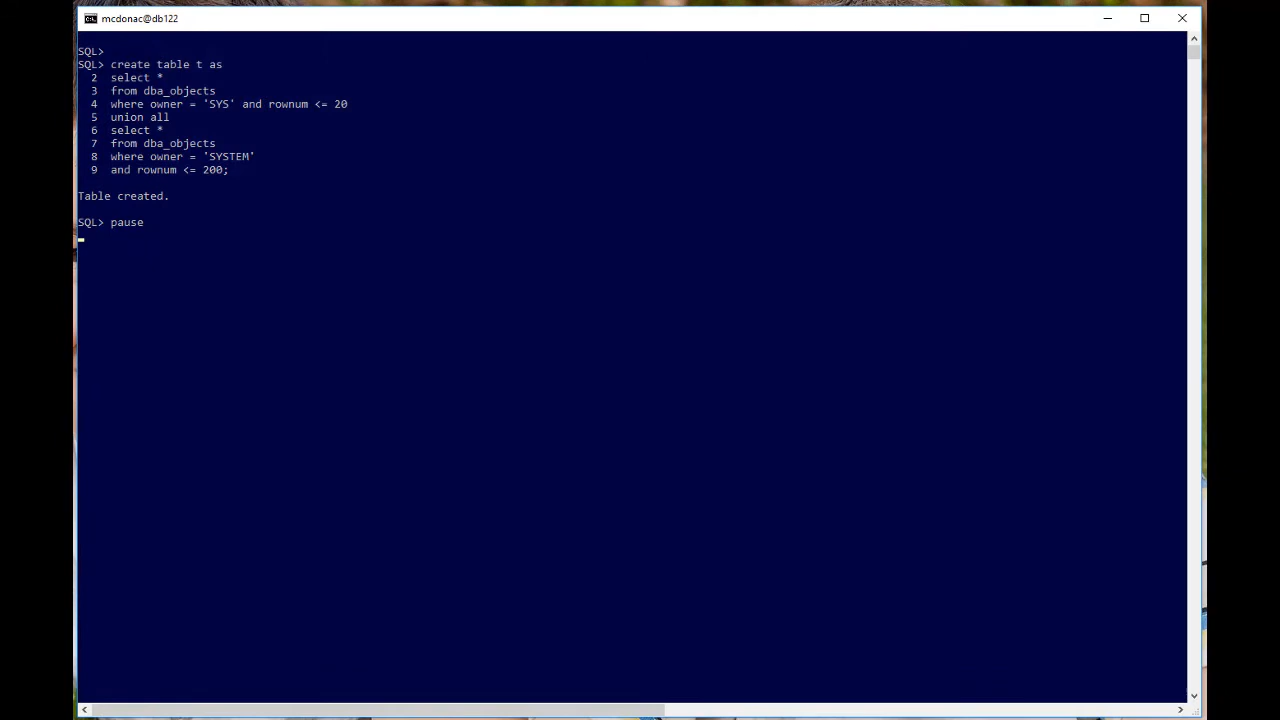 mcdonac@db122
SQL>
SQL> create table t as
2 select *
3 from dba_objects
4 where owner = 'SYS' and rownum <= 20
5 union all
6 select *
7 from dba_objects
8 where owner = 'SYSTEM'
9 and rownum <= 200;
Table created.
SQL> pause